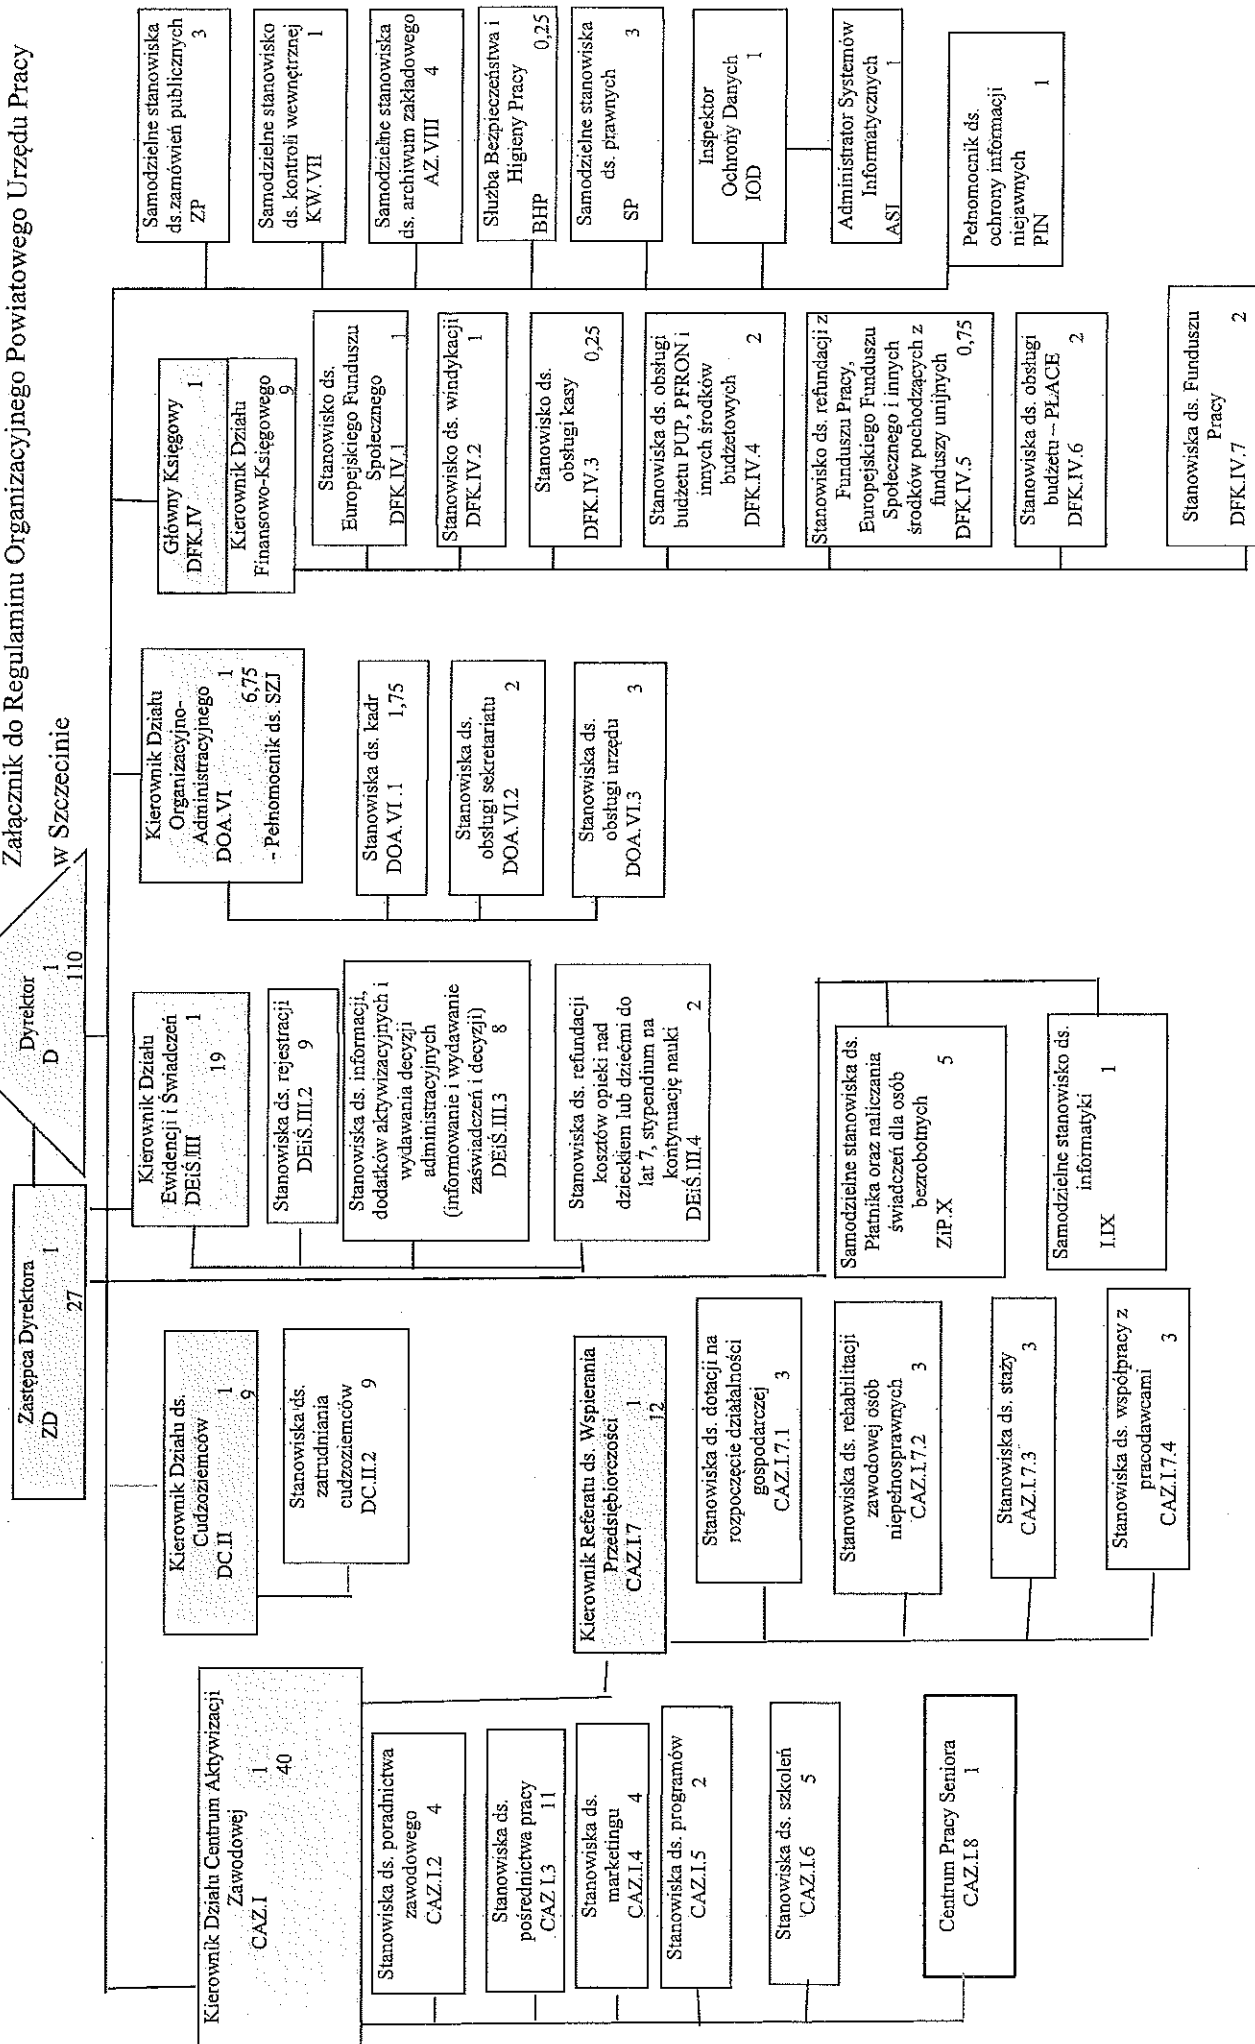 Załącznik do Regulaminu Organizacyjnego Powiatowego Urzędu Pracy
w Szczecinie
Dyrektor
D 1
110
Zastępca Dyrektora
ZD 1
27
Kierownik Działu Centrum Aktywizacji
Zawodowej
CAZ.I 1
40
Stanowiska ds. poradnictwa
zawodowego
CAZ.I.2 4
Stanowiska ds.
pośrednictwa pracy
CAZ I.3 11
Stanowiska ds.
marketingu
CAZ.I.4 4
Stanowiska ds. programów
CAZ.I.5 2
Stanowiska ds. szkoleń
CAZ.I.6 5
Centrum Pracy Seniora
CAZ.I.8 1
Kierownik Działu ds.
Cudzoziemców
DC.II 1
9
Stanowiska ds.
zatrudniania
cudzoziemców
DC.II.2 9
Kierownik Referatu ds. Wspierania
Przedsiębiorczości
CAZ.I.7 1
12
Stanowiska ds. dotacji na
rozpoczęcie działalności
gospodarczej
CAZ.I.7.1 3
Stanowiska ds. rehabilitacji
zawodowej osób
niepełnosprawnych
CAZ.I.7.2 3
Stanowiska ds. staży
CAZ.I.7.3 3
Stanowiska ds. współpracy z
pracodawcami
CAZ.I.7.4 3
Kierownik Działu
Ewidencji i Świadczeń
DEiŚ.III 1
19
Stanowiska ds. rejestracji
DEiŚ.III.2 9
Stanowiska ds. informacji,
dodatków aktywizacyjnych i
wydawania decyzji
administracyjnych
(informowanie i wydawanie
zaświadczeń i decyzji)
DEiŚ.III.3 8
Stanowiska ds. refundacji
kosztów opieki nad
dzieckiem lub dziećmi do
lat 7, stypendium na
kontynuację nauki
DEiŚ.III.4 2
Samodzielne stanowiska ds.
Płatnika oraz naliczania
świadczeń dla osób
bezrobotnych
ZiP.X 5
Samodzielne stanowisko ds.
informatyki
I.IX 1
Kierownik Działu
Organizacyjno-
Administracyjnego
DOA.VI 1
6,75
- Pełnomocnik ds. SZJ
Stanowiska ds. kadr
DOA.VI .1 1,75
Stanowiska ds.
obsługi sekretariatu
DOA.VI.2 2
Stanowiska ds.
obsługi urzędu
DOA.VI.3 3
Główny Księgowy
DFK.IV 1
Kierownik Działu
Finansowo-Księgowego
9
Stanowisko ds.
Europejskiego Funduszu
Społecznego
DFK.IV.1 1
Stanowisko ds. windykacji
DFK.IV.2 1
Stanowisko ds.
obsługi kasy
DFK.IV.3 0,25
Stanowiska ds. obsługi
budżetu PUP, PFRON i
innych środków
budżetowych
DFK.IV.4 2
Stanowisko ds. refundacji z
Funduszu Pracy,
Europejskiego Funduszu
Społecznego i innych
środków pochodzących z
funduszy unijnych
DFK.IV.5 0,75
Stanowiska ds. obsługi
budżetu – PŁACE
DFK.IV.6 2
Stanowiska ds. Funduszu
Pracy
DFK.IV.7 2
Samodzielne stanowiska
ds.zamówień publicznych
ZP 3
Samodzielne stanowisko
ds. kontroli wewnętrznej
KW. VII 1
Samodzielne stanowiska
ds. archiwum zakładowego
AZ.VIII 4
Służba Bezpieczeństwa i
Higieny Pracy
BHP 0,25
Samodzielne stanowiska
ds. prawnych
SP 3
Inspektor
Ochrony Danych
IOD 1
Administrator Systemów
Informatycznych
ASI 1
Pełnomocnik ds.
ochrony informacji
niejawnych
PIN 1